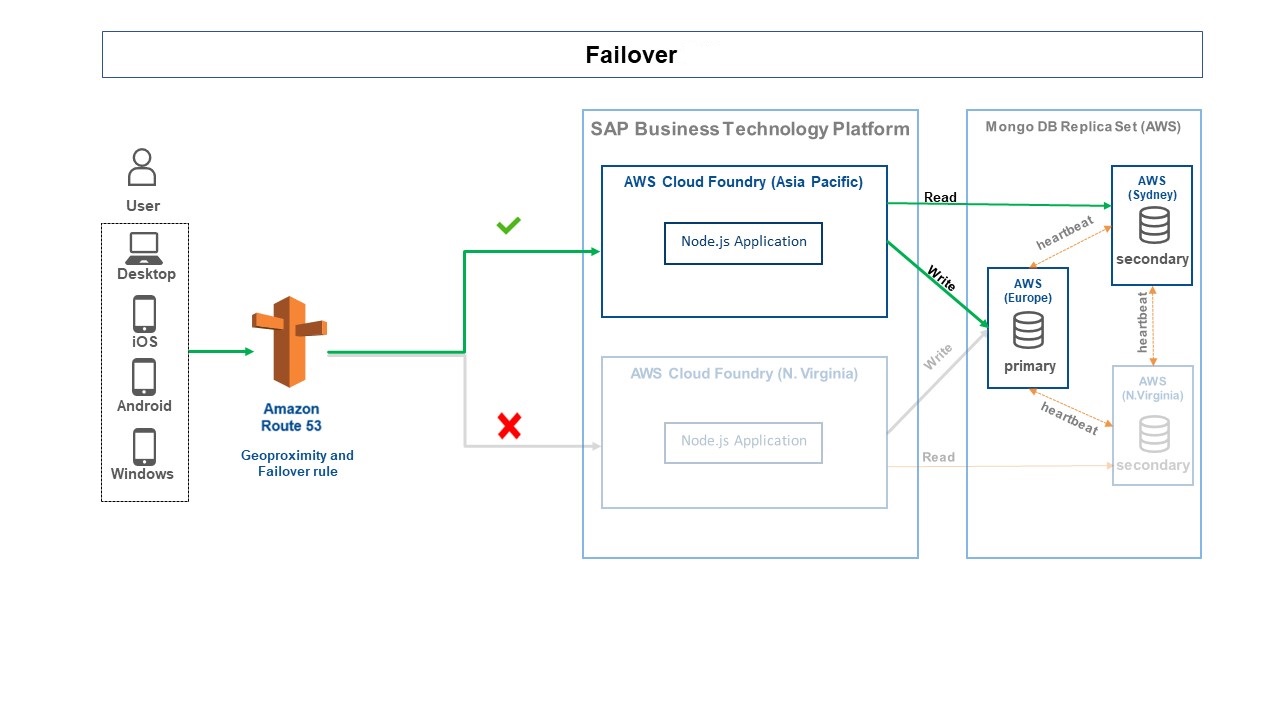 Failover
User
Desktop
iOS
Android
Windows
Amazon
Route 53
Geoproximity and
Failover rule
SAP Business Technology Platform
AWS Cloud Foundry (Asia Pacific)
Node.js Application
AWS Cloud Foundry (N. Virginia)
Node.js Application
Read
Write
Write
Read
Mongo DB Replica Set (AWS)
AWS
(Sydney)
secondary
heartbeat
AWS
(Europe)
primary
heartbeat
heartbeat
AWS
(N.Virginia)
secondary